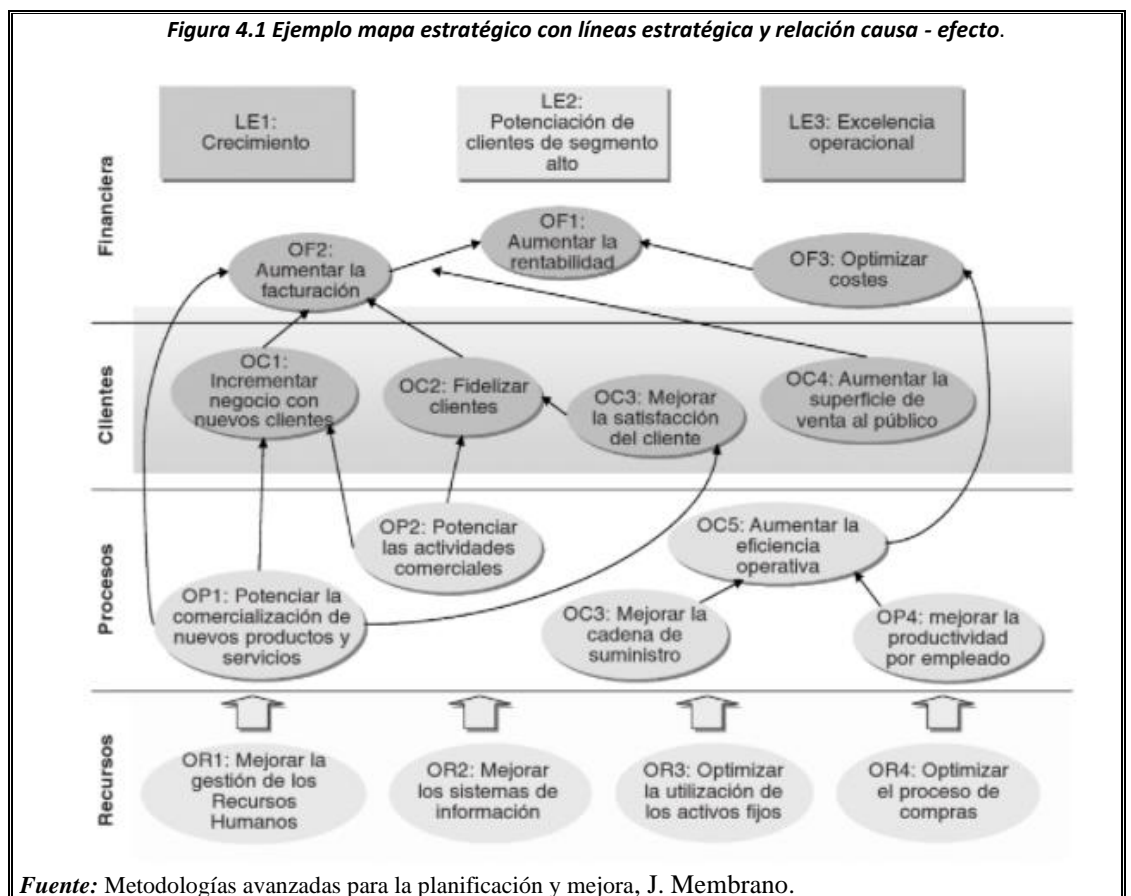 Figura 4.1 Ejemplo mapa estratégico con líneas estratégica y relación causa - efecto.
LE1:
Crecimiento
LE2:
Potenciación de
clientes de segmento
alto
LE3: Excelencia
operacional
Financiera
OF1:
Aumentar la
rentabilidad
OF2:
Aumentar la
facturación
OF3: Optimizar
costes
Clientes
OC1:
Incrementar
negocio con
nuevos clientes
OC2: Fidelizar
clientes
OC3: Mejorar
la satisfacción
del cliente
OC4: Aumentar la
superficie de
venta al público
Procesos
OP2: Potenciar
las actividades
comerciales
OC5: Aumentar la
eficiencia
operativa
OP1: Potenciar la
comercialización de
nuevos productos y
servicios
OC3: Mejorar la
cadena de
suministro
OP4: mejorar la
productividad
por empleado
Recursos
OR1: Mejorar la
gestión de los
Recursos
Humanos
OR2: Mejorar
los sistemas de
información
OR3: Optimizar
la utilización de
los activos fijos
OR4: Optimizar
el proceso de
compras
Fuente: Metodologías avanzadas para la planificación y mejora, J. Membrano.